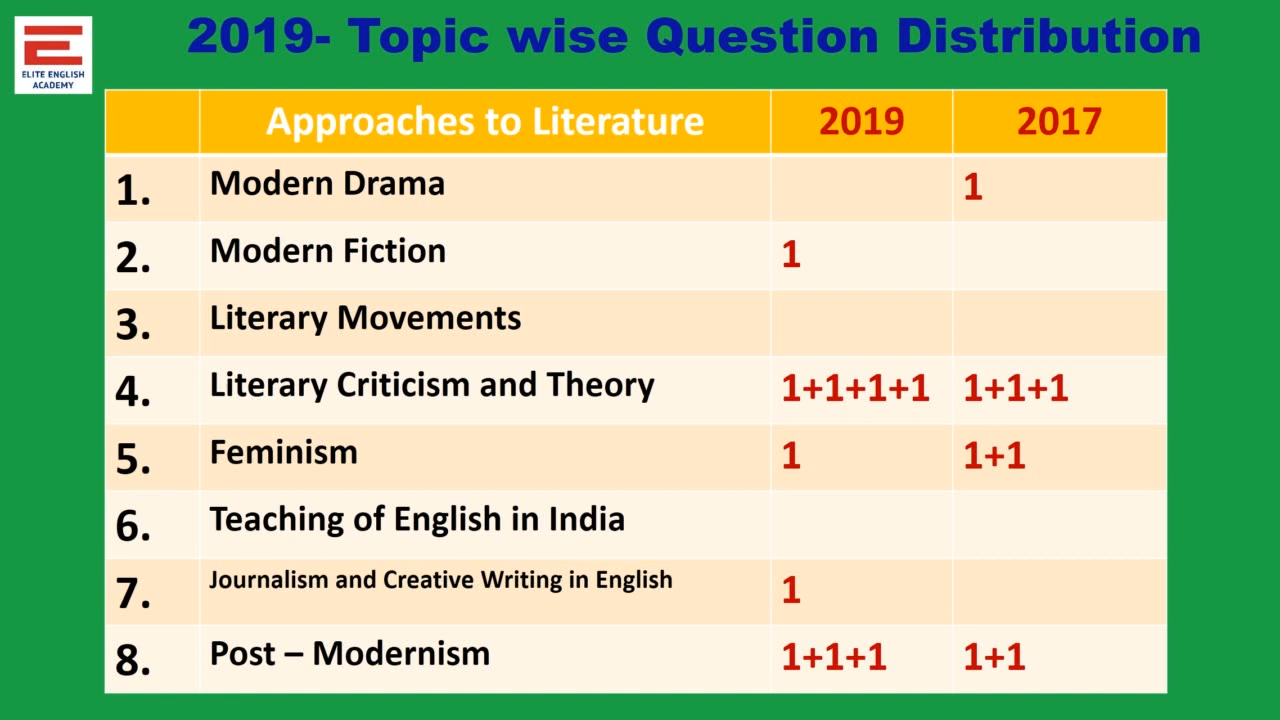 2019- Topic wise Question Distribution
E
ELITE ENGLISH
ACADEMY
Approaches to Literature 2019 2017
1. Modern Drama 1
2. Modern Fiction 1
3. Literary Movements
4. Literary Criticism and Theory 1+1+1+1 1+1+1
5. Feminism 1 1+1
6. Teaching of English in India
7. Journalism and Creative Writing in English 1
8. Post – Modernism 1+1+1 1+1